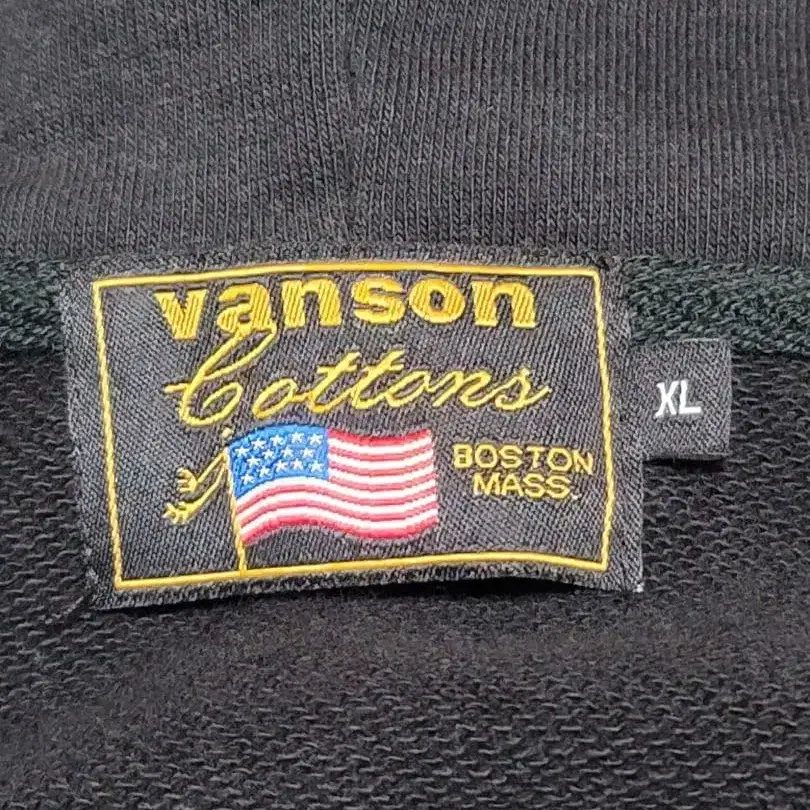 vanson
Cottons
BOSTON
MASS.
XL